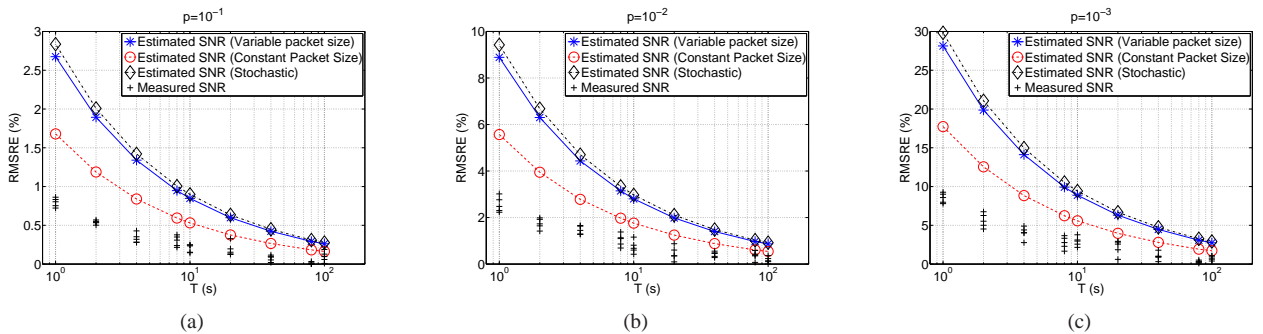 p=10⁻¹
3
2.5
2
1.5
1
0.5
0
RMSRE (%)
Estimated SNR (Variable packet size)
Estimated SNR (Constant Packet Size)
Estimated SNR (Stochastic)
Measured SNR
10⁰
10¹
10²
T (s)
(a)
p=10⁻²
10
8
6
4
2
0
RMSRE (%)
Estimated SNR (Variable packet size)
Estimated SNR (Constant Packet Size)
Estimated SNR (Stochastic)
Measured SNR
10⁰
10¹
10²
T (s)
(b)
p=10⁻³
30
25
20
15
10
5
0
RMSRE (%)
Estimated SNR (Variable packet size)
Estimated SNR (Constant Packet Size)
Estimated SNR (Stochastic)
Measured SNR
10⁰
10¹
10²
T (s)
(c)